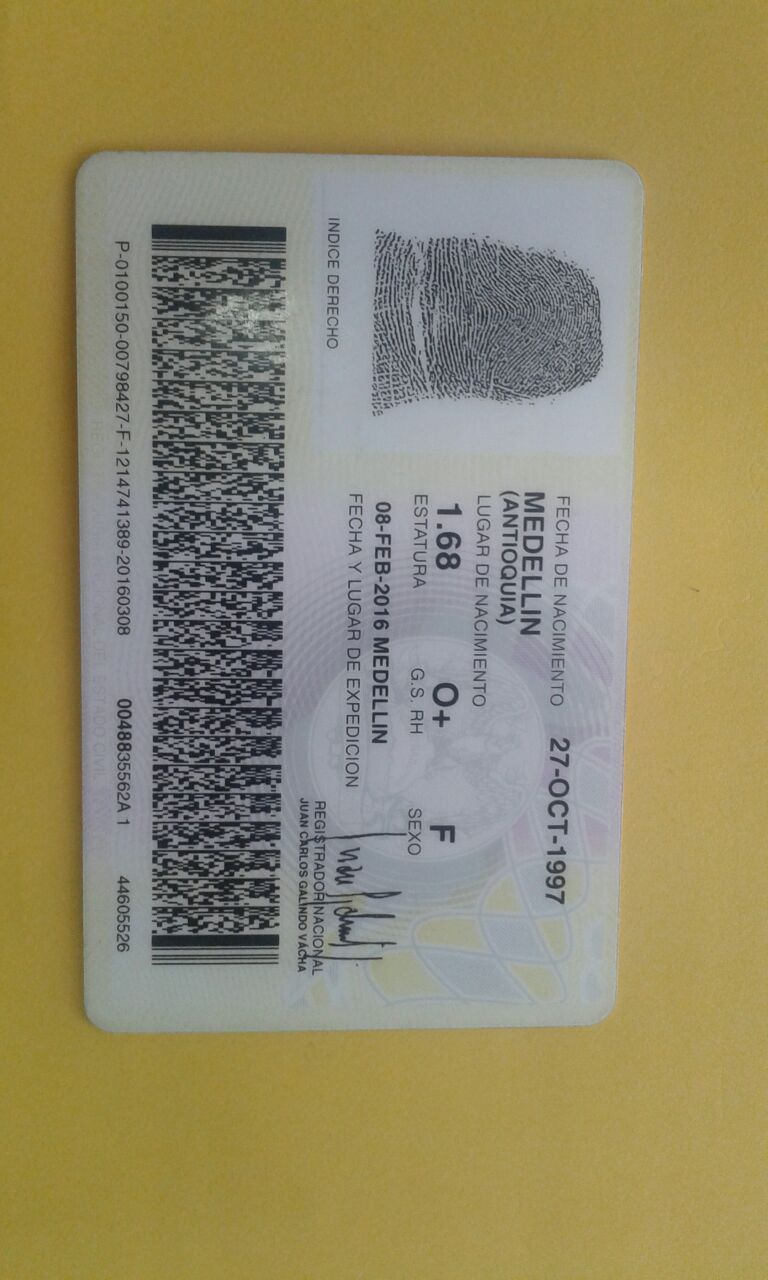 FECHA DE NACIMIENTO 27-OCT-1997
MEDELLIN
(ANTIOQUIA)
LUGAR DE NACIMIENTO
1.68 O+ F
ESTATURA G.S. RH SEXO
08-FEB-2016 MEDELLIN
FECHA Y LUGAR DE EXPEDICION
INDICE DERECHO
REGISTRADOR NACIONAL
JUAN CARLOS GALINDO VÁCHA
P-0100150-00798427-F-1214741389-20160308 0048835562A 1 44605526